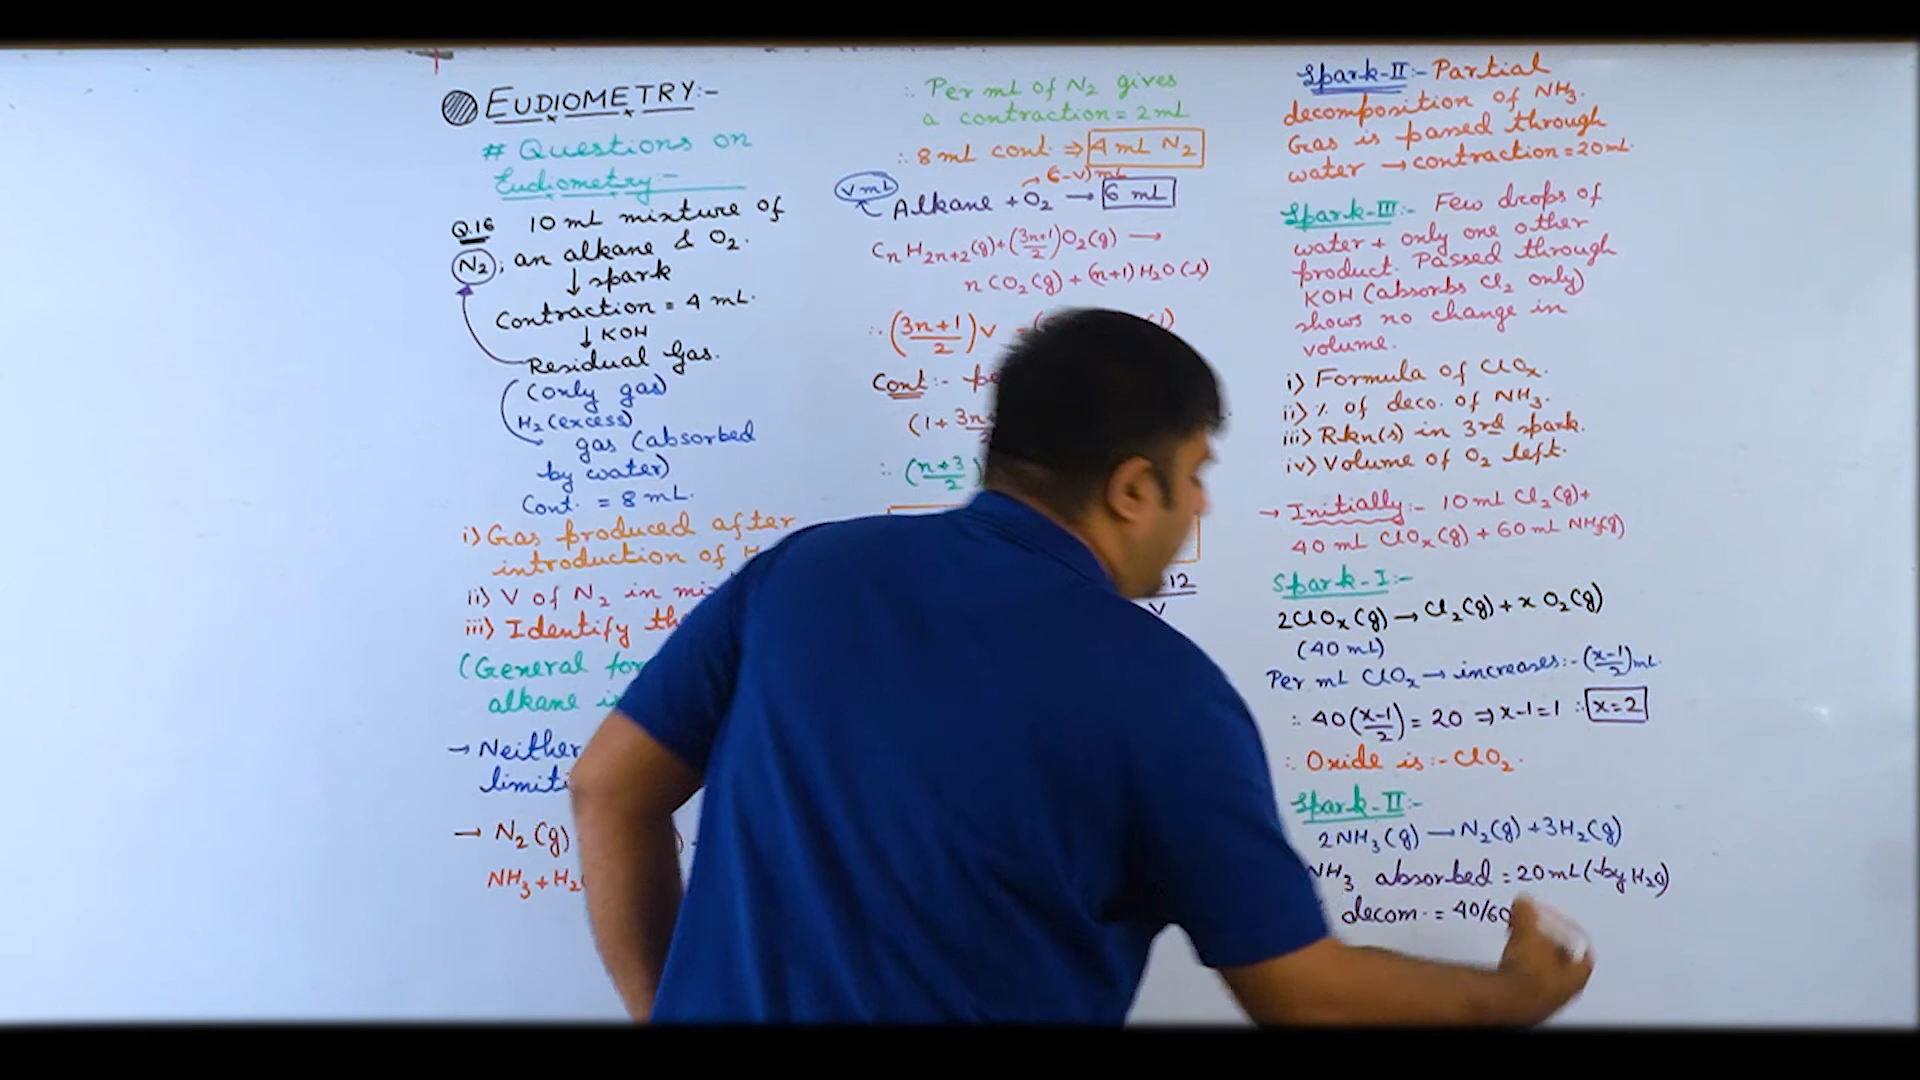 EUDIOMETRY:-
# Questions on
Eudiometry:-
Q.16 10 mL mixture of
N₂; an alkane & O₂.
↓ spark
Contraction = 4 mL.
↓ KOH
Residual Gas.
(only gas)
H₂(excess)
gas (absorbed
by water)
Cont. = 8 mL.
i) Gas produced after
introduction of
ii) V of N₂ in
iii) Identify
(General
alkane
→ Neither
→ N₂(g)
NH₃ +
∴ Per mL of N₂ gives
a contraction = 2 mL
∴ 8 mL cont. ⇒ 4 mL N₂
(6-v) mL
V mL Alkane + O₂ → 6 mL
CnH2n+2(g) + (3n+1/2)O₂(g) →
nCO₂(g) + (n+1)H₂O(l)
∴ (3n+1/2)V =
Cont:-
(1+
∴ (n+3/2)
12
V
Spark-II:- Partial
decomposition of NH₃.
Gas is passed through
water → contraction = 20 mL.
Spark-III:- Few drops of
water + only one other
product. Passed through
KOH (absorbs Cl₂ only)
shows no change in
volume.
i) Formula of ClOx.
ii) % of deco. of NH₃.
iii) Rkn(s) in 3rd spark.
iv) Volume of O₂ left.
→ Initially:- 10 mL Cl₂(g)+
40 mL ClOx(g) + 60 mL NH₃(g)
Spark-I:-
2ClOx(g) → Cl₂(g) + x O₂(g)
(40 mL)
Per mL ClOx → increases:- (x-1/2) mL.
∴ 40(x-1/2) = 20 ⇒ x-1=1 ∴ x=2
∴ Oxide is:- ClO₂.
Spark-II:-
2NH₃(g) → N₂(g) + 3H₂(g)
NH₃ absorbed = 20 mL (by H₂O)
decom. = 40/60